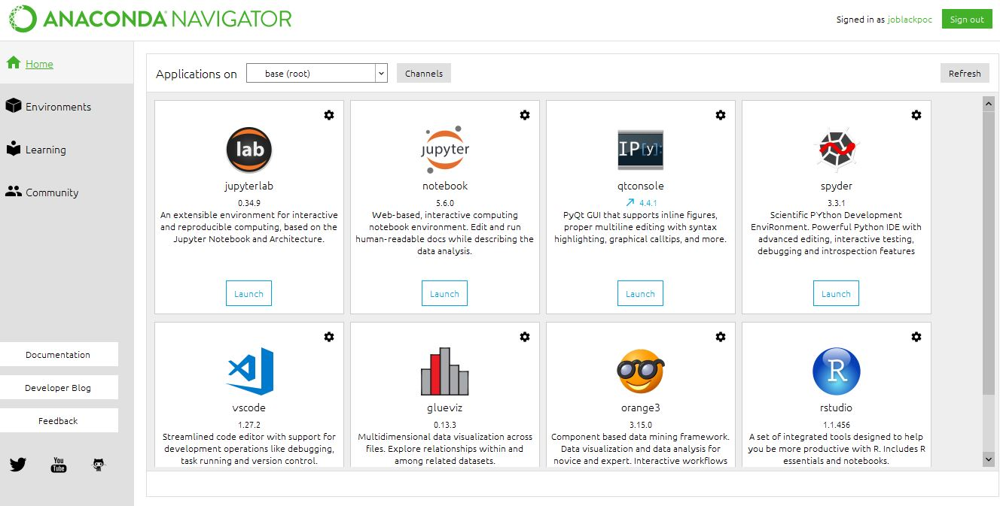 ANACONDA NAVIGATOR
Signed in as joblackpoc
Sign out
Home
Environments
Learning
Community
Documentation
Developer Blog
Feedback
You
Tube
Applications on
base (root)
Channels
Refresh
lab
jupyterlab
0.34.9
An extensible environment for interactive
and reproducible computing, based on the
Jupyter Notebook and Architecture.
Launch
jupyter
notebook
5.6.0
Web-based, interactive computing
notebook environment. Edit and run
human-readable docs while describing the
data analysis.
Launch
IP[y]:
qtconsole
4.4.1
PyQt GUI that supports inline figures,
proper multiline editing with syntax
highlighting, graphical calltips, and more.
Launch
spyder
3.3.1
Scientific PYthon Development
EnviRonment. Powerful Python IDE with
advanced editing, interactive testing,
debugging and introspection features
Launch
vscode
1.27.2
Streamlined code editor with support for
development operations like debugging,
task running and version control.
glueviz
0.13.3
Multidimensional data visualization across
files. Explore relationships within and
among related datasets.
orange3
3.15.0
Component based data mining framework.
Data visualization and data analysis for
novice and expert. Interactive workflows
R
rstudio
1.1.456
A set of integrated tools designed to help
you be more productive with R. Includes R
essentials and notebooks.